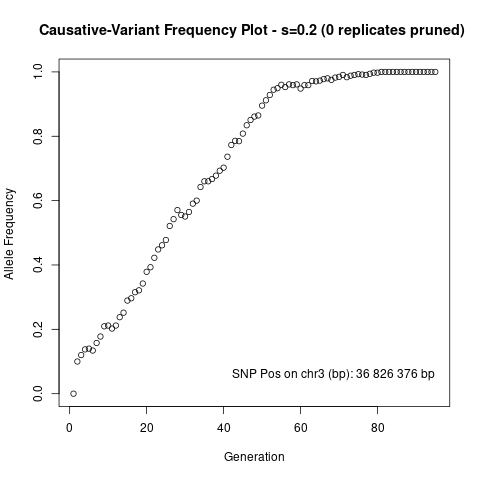 Causative-Variant Frequency Plot - s=0.2 (0 replicates pruned)
Allele Frequency
1.0
0.8
0.6
0.4
0.2
0.0
SNP Pos on chr3 (bp): 36 826 376 bp
0 20 40 60 80
Generation